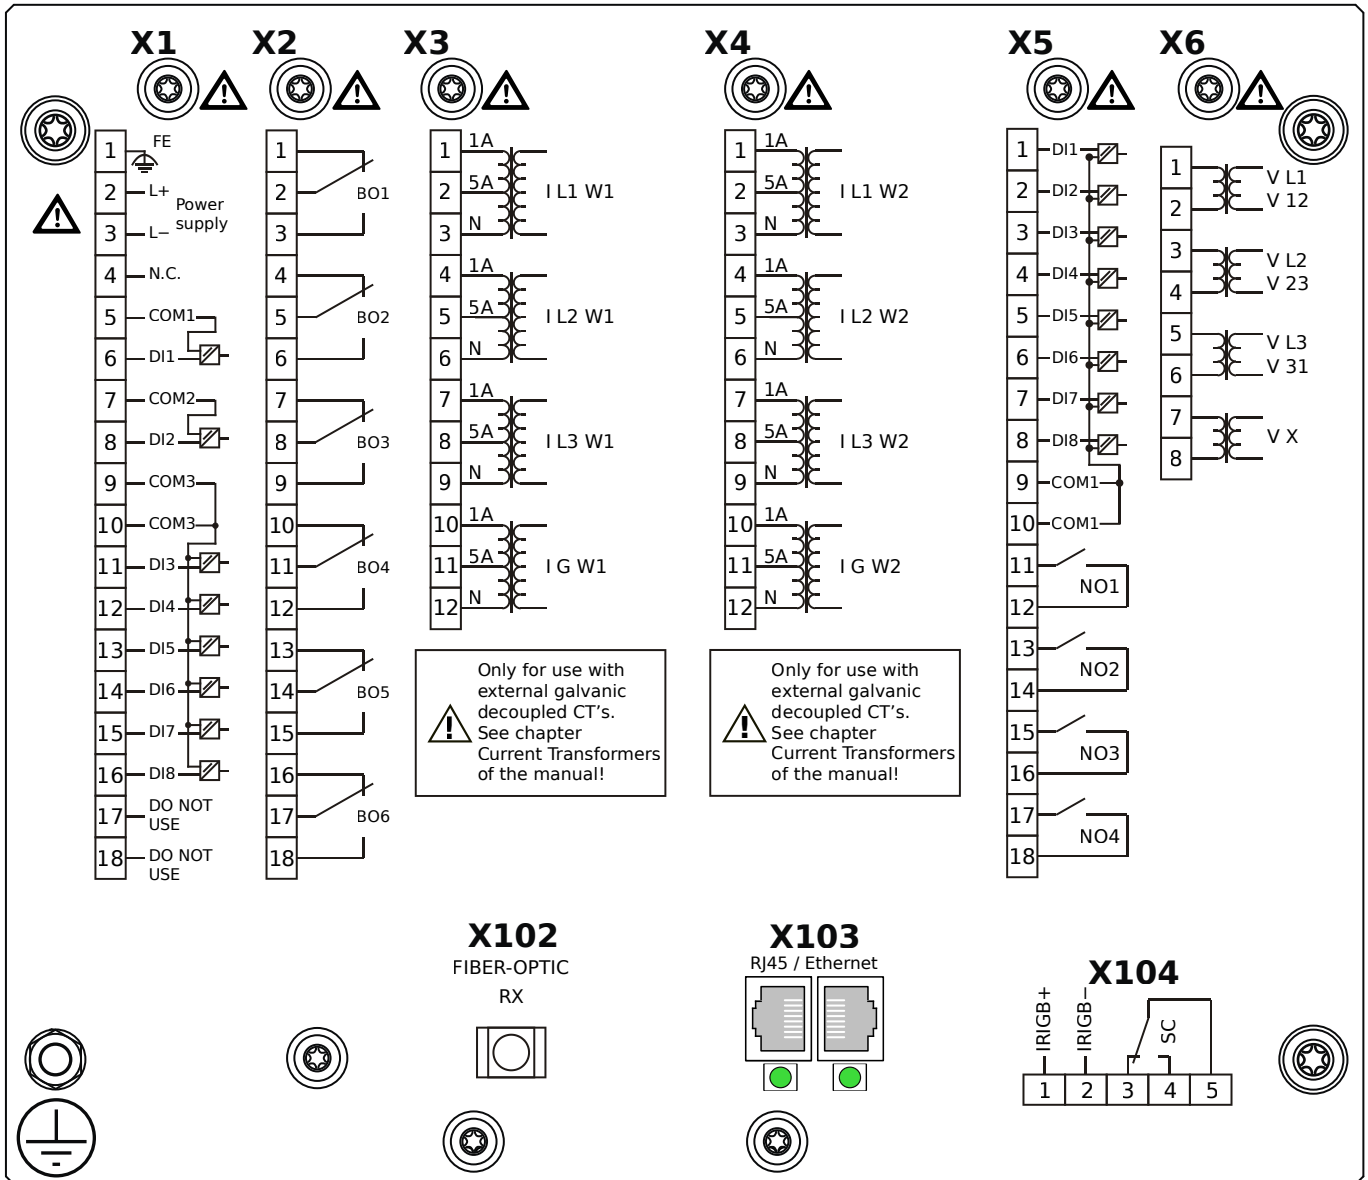 X1
X2
X3
X4
X5
X6
1 FE
2 L+
Power
supply
3 L−
4 N.C.
5 COM1
6 DI1
7 COM2
8 DI2
9 COM3
10 COM3
11 DI3
12 DI4
13 DI5
14 DI6
15 DI7
16 DI8
17 DO NOT
USE
18 DO NOT
USE
1
2 BO1
3
4
5 BO2
6
7
8 BO3
9
10
11 BO4
12
13
14 BO5
15
16
17 BO6
18
1 1A
2 5A I L1 W1
3 N
4 1A
5 5A I L2 W1
6 N
7 1A
8 5A I L3 W1
9 N
10 1A
11 5A I G W1
12 N
Only for use with
external galvanic
decoupled CT's.
See chapter
Current Transformers
of the manual!
1 1A
2 5A I L1 W2
3 N
4 1A
5 5A I L2 W2
6 N
7 1A
8 5A I L3 W2
9 N
10 1A
11 5A I G W2
12 N
Only for use with
external galvanic
decoupled CT's.
See chapter
Current Transformers
of the manual!
1 DI1
2 DI2
3 DI3
4 DI4
5 DI5
6 DI6
7 DI7
8 DI8
9 COM1
10 COM1
11
NO1
12
13
NO2
14
15
NO3
16
17
NO4
18
1 V L1
2 V 12
3 V L2
4 V 23
5 V L3
6 V 31
7
V X
8
X102
FIBER-OPTIC
RX
X103
RJ45 / Ethernet
X104
IRIGB+
IRIGB−
SC
1 2 3 4 5